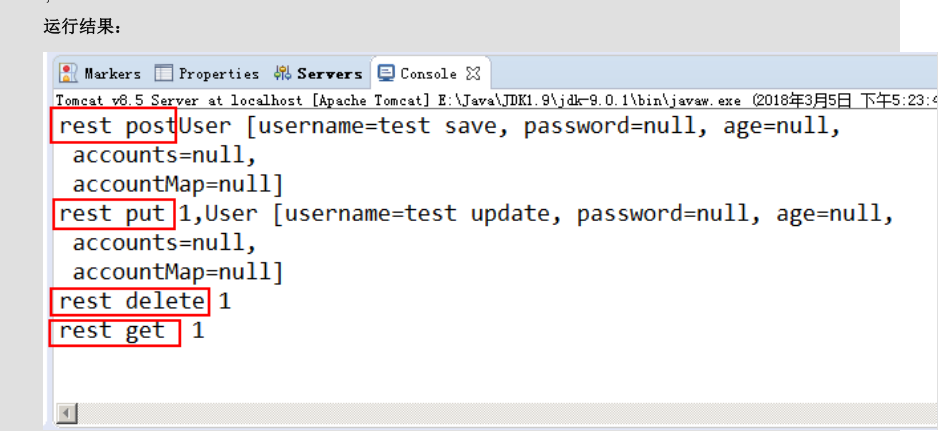 运行结果：
Markers Properties Servers Console
Tomcat v8.5 Server at localhost [Apache Tomcat] E:\Java\JDK1.9\jdk-9.0.1\bin\javaw.exe (2018年3月5日 下午5:23:4
rest postUser [username=test save, password=null, age=null,
accounts=null,
accountMap=null]
rest put 1,User [username=test update, password=null, age=null,
accounts=null,
accountMap=null]
rest delete 1
rest get 1